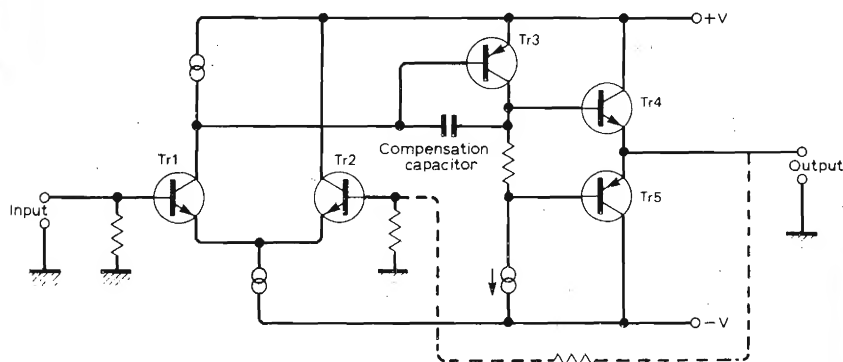 +V
Tr3
Tr4
Compensation
capacitor
Tr1
Tr2
Input
Output
Tr5
−V